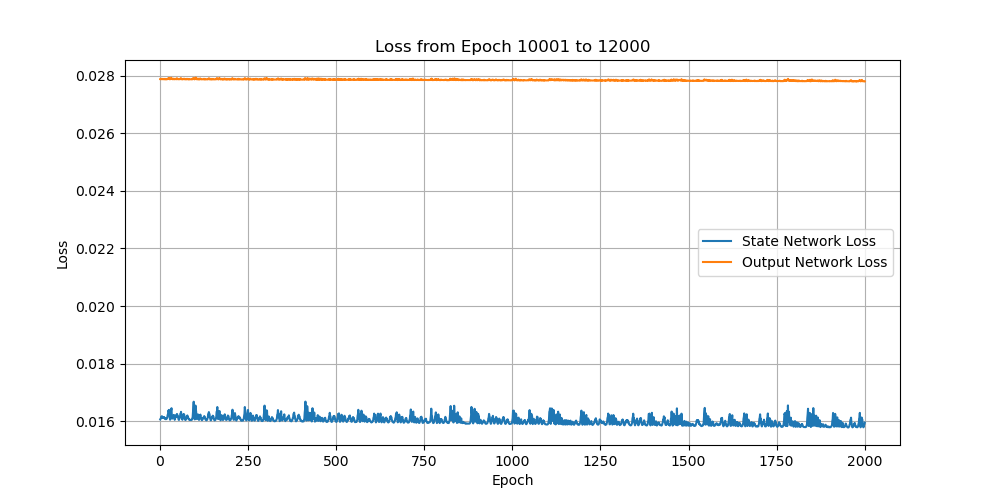 Loss from Epoch 10001 to 12000
Loss
0.028
0.026
0.024
0.022
0.020
0.018
0.016
State Network Loss
Output Network Loss
0 250 500 750 1000 1250 1500 1750 2000
Epoch